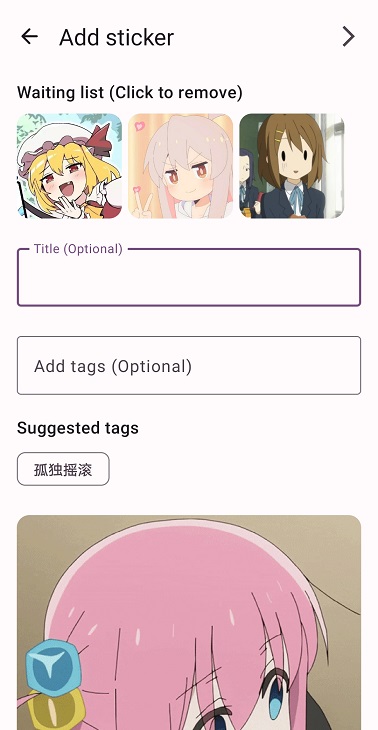 Add sticker
Waiting list (Click to remove)
Title (Optional)
Add tags (Optional)
Suggested tags
孤独摇滚